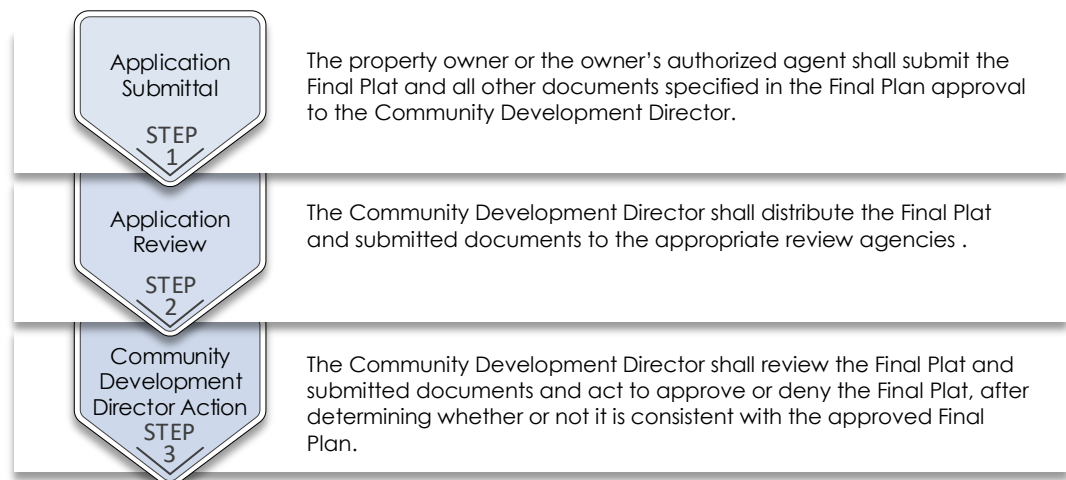 Application
Submittal
STEP
1
The property owner or the owner’s authorized agent shall submit the
Final Plat and all other documents specified in the Final Plan approval
to the Community Development Director.
Application
Review
STEP
2
The Community Development Director shall distribute the Final Plat
and submitted documents to the appropriate review agencies .
Community
Development
Director Action
STEP
3
The Community Development Director shall review the Final Plat and
submitted documents and act to approve or deny the Final Plat, after
determining whether or not it is consistent with the approved Final
Plan.